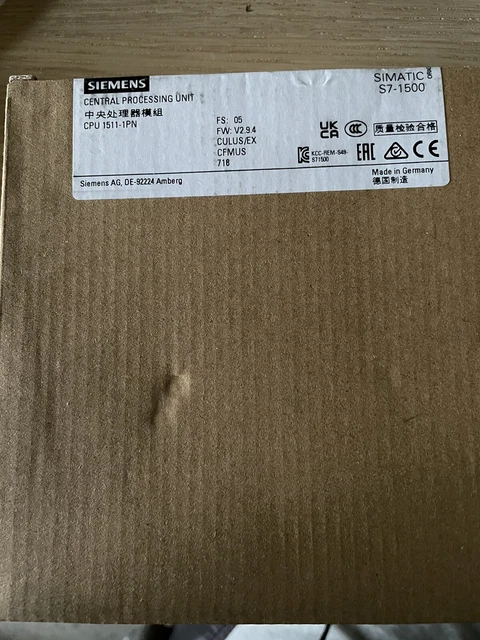 SIEMENS
SIMATIC
S7-1500
CENTRAL PROCESSING UNIT
中央处理器模组
CPU 1511-1PN
FS: 05
FW: V2.9.4
CULUS/EX
CFMUS
718
UK
CA
CCC
质量检验合格
KCC-REM-S49-
S71500
EAC
CE
Siemens AG, DE-92224 Amberg
Made in Germany
德国制造